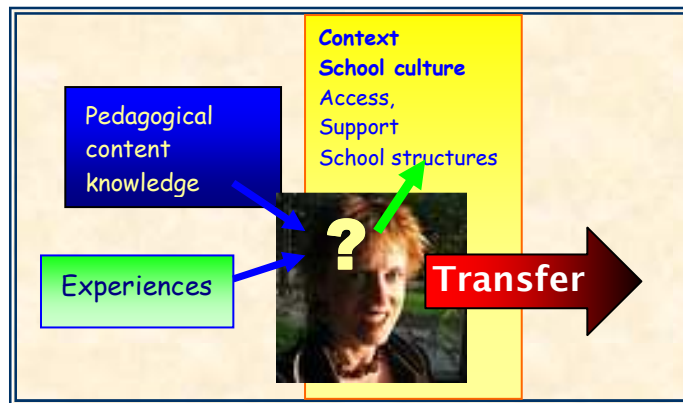 Context
School culture
Access,
Support
School structures
Pedagogical
content
knowledge
?
Experiences
Transfer